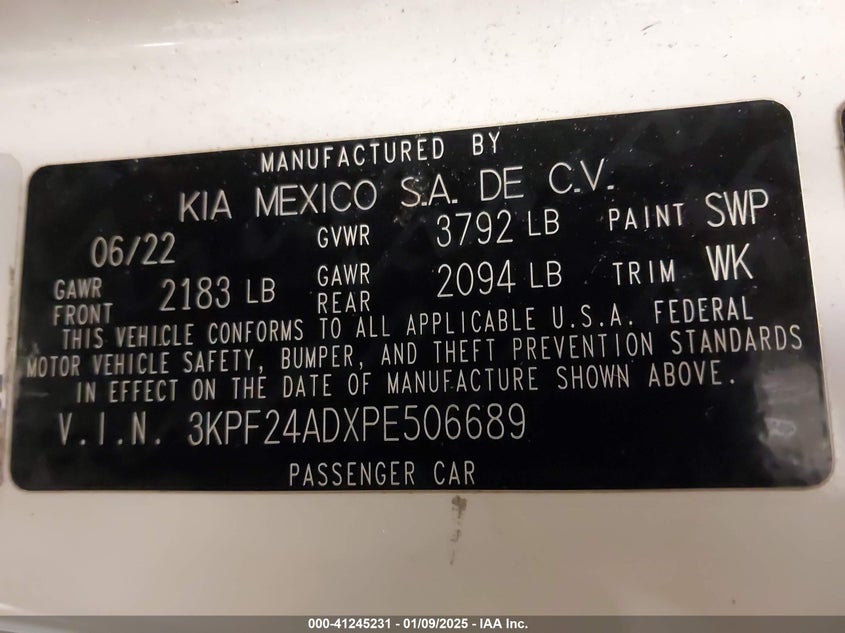 MANUFACTURED BY
KIA MEXICO S.A. DE C.V.
06/22 GVWR 3792 LB PAINT SWP
GAWR FRONT 2183 LB GAWR REAR 2094 LB TRIM WK
THIS VEHICLE CONFORMS TO ALL APPLICABLE U.S.A. FEDERAL
MOTOR VEHICLE SAFETY, BUMPER, AND THEFT PREVENTION STANDARDS
IN EFFECT ON THE DATE OF MANUFACTURE SHOWN ABOVE.
V.I.N. 3KPF24ADXPE506689
PASSENGER CAR
000-41245231 - 01/09/2025 - IAA Inc.